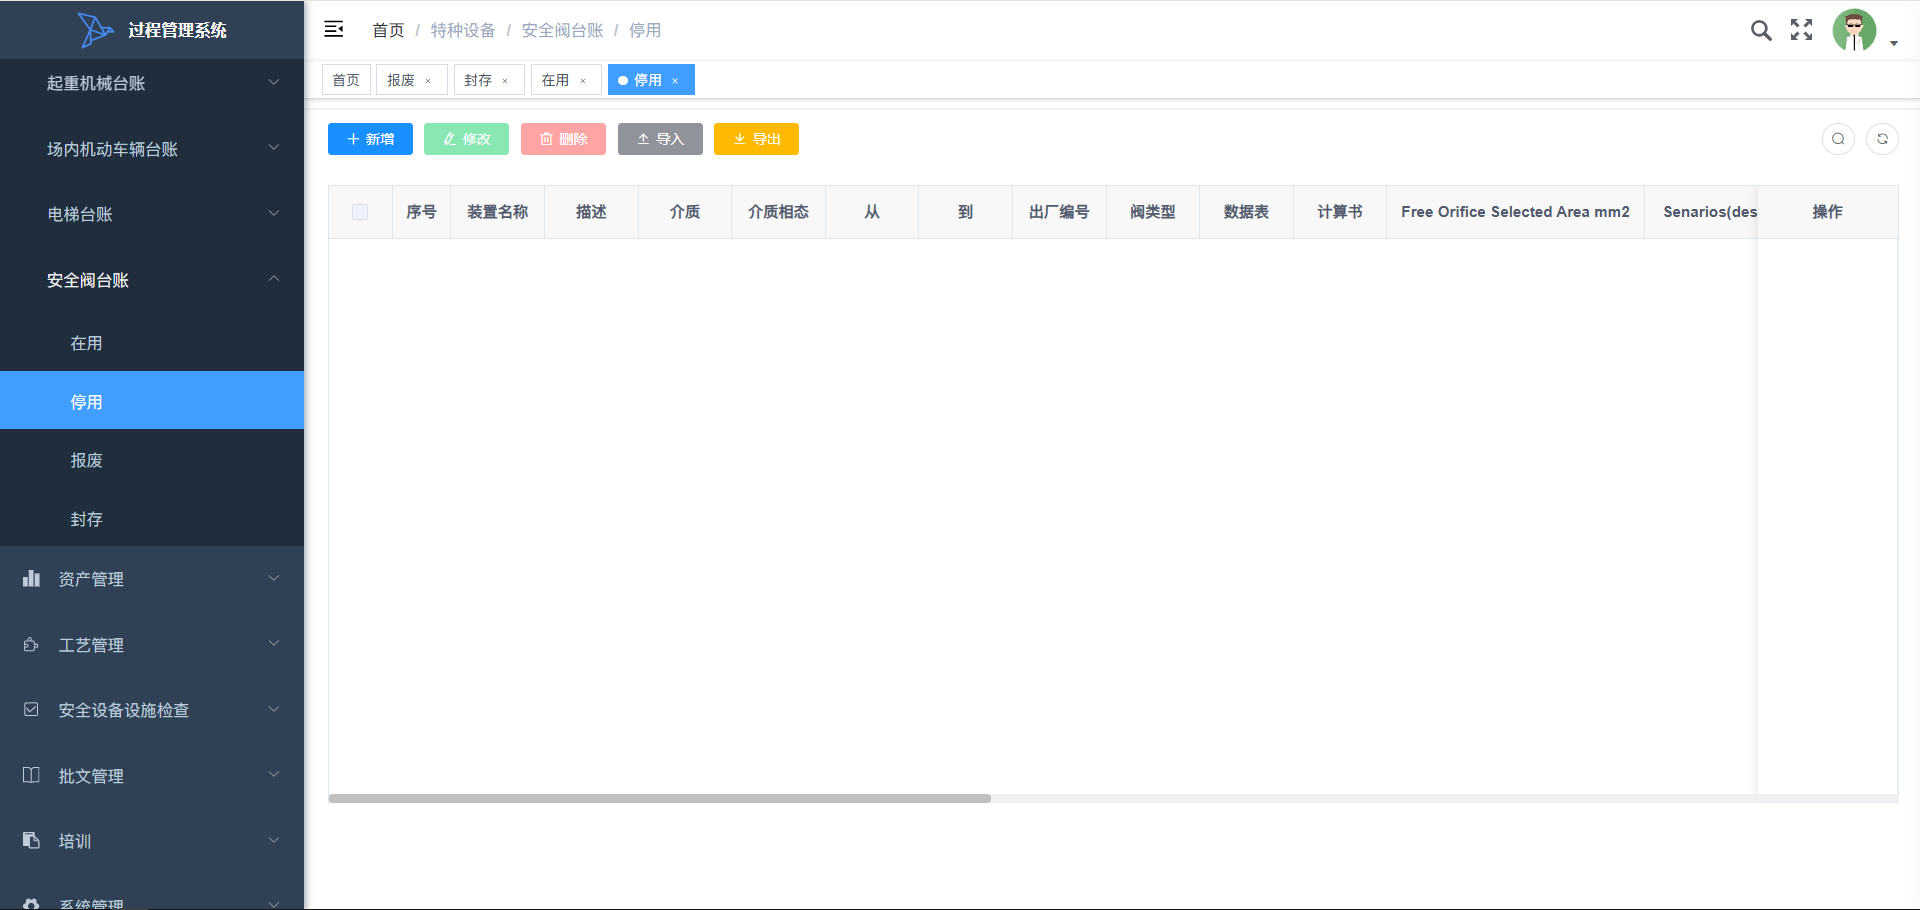 过程管理系统
首页 / 特种设备 / 安全阀台账 / 停用
首页
报废 ×
封存 ×
在用 ×
停用 ×
起重机械台账
场内机动车辆台账
电梯台账
安全阀台账
在用
停用
报废
封存
资产管理
工艺管理
安全设备设施检查
批文管理
培训
系统管理
新增
修改
删除
导入
导出
序号 装置名称 描述 介质 介质相态 从 到 出厂编号 阀类型 数据表 计算书 Free Orifice Selected Area mm2 Senarios(des 操作